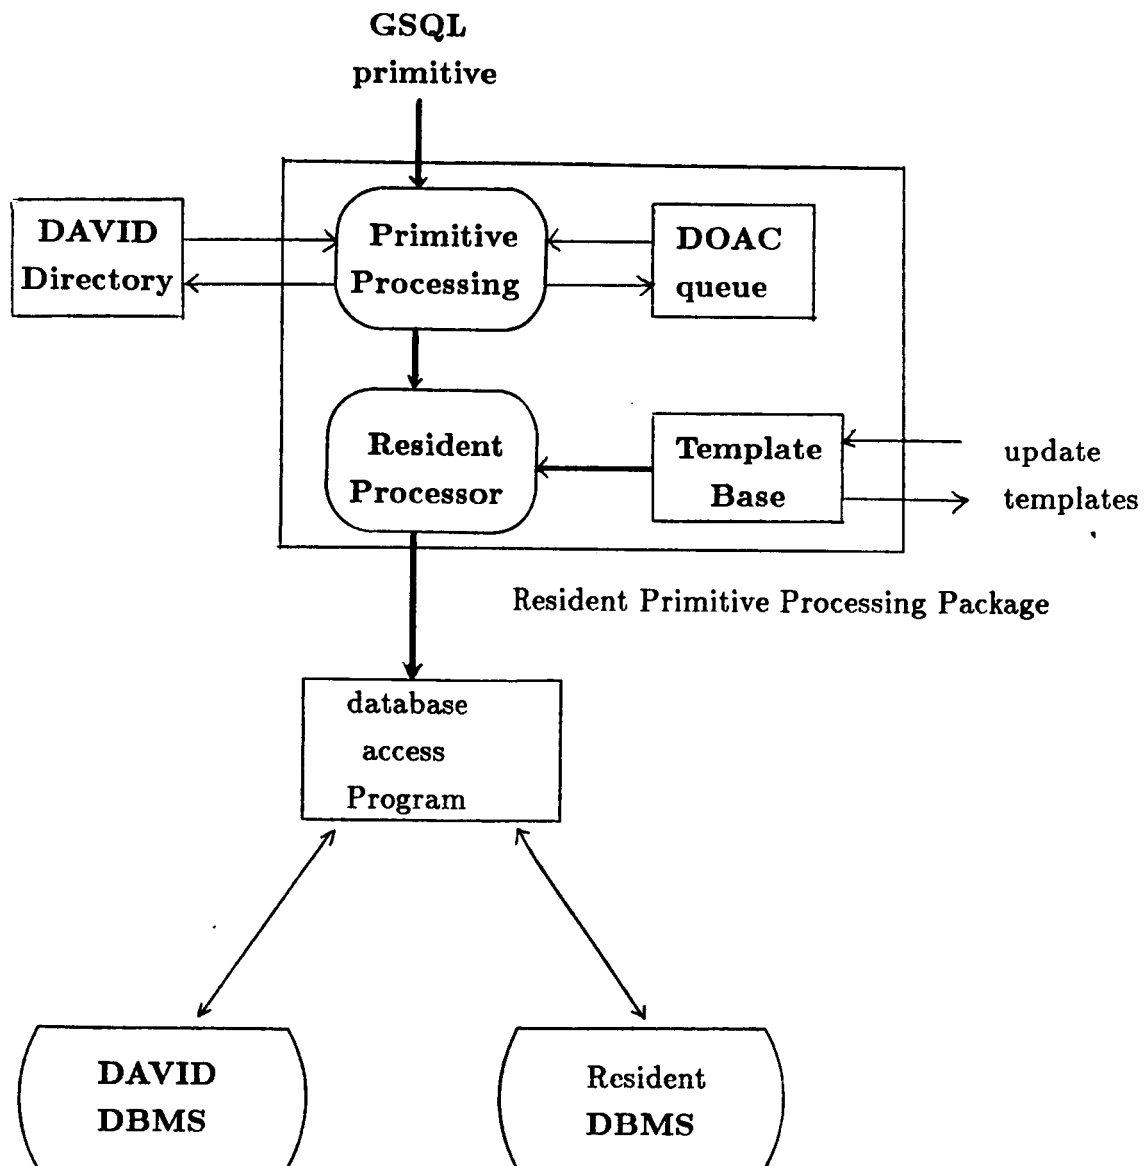 GSQL
primitive
DAVID
Directory
Primitive
Processing
DOAC
queue
Resident
Processor
Template
Base
update
templates
Resident Primitive Processing Package
database
access
Program
DAVID
DBMS
Resident
DBMS